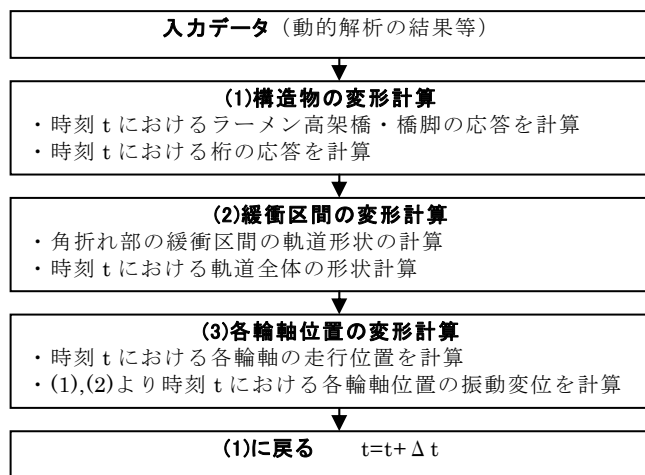 入力データ（動的解析の結果等）
(1)構造物の変形計算
・時刻 t におけるラーメン高架橋・橋脚の応答を計算
・時刻 t における桁の応答を計算
(2)緩衝区間の変形計算
・角折れ部の緩衝区間の軌道形状の計算
・時刻 t における軌道全体の形状計算
(3)各輪軸位置の変形計算
・時刻 t における各輪軸の走行位置を計算
・(1),(2)より時刻 t における各輪軸位置の振動変位を計算
(1)に戻る　t=t+Δt